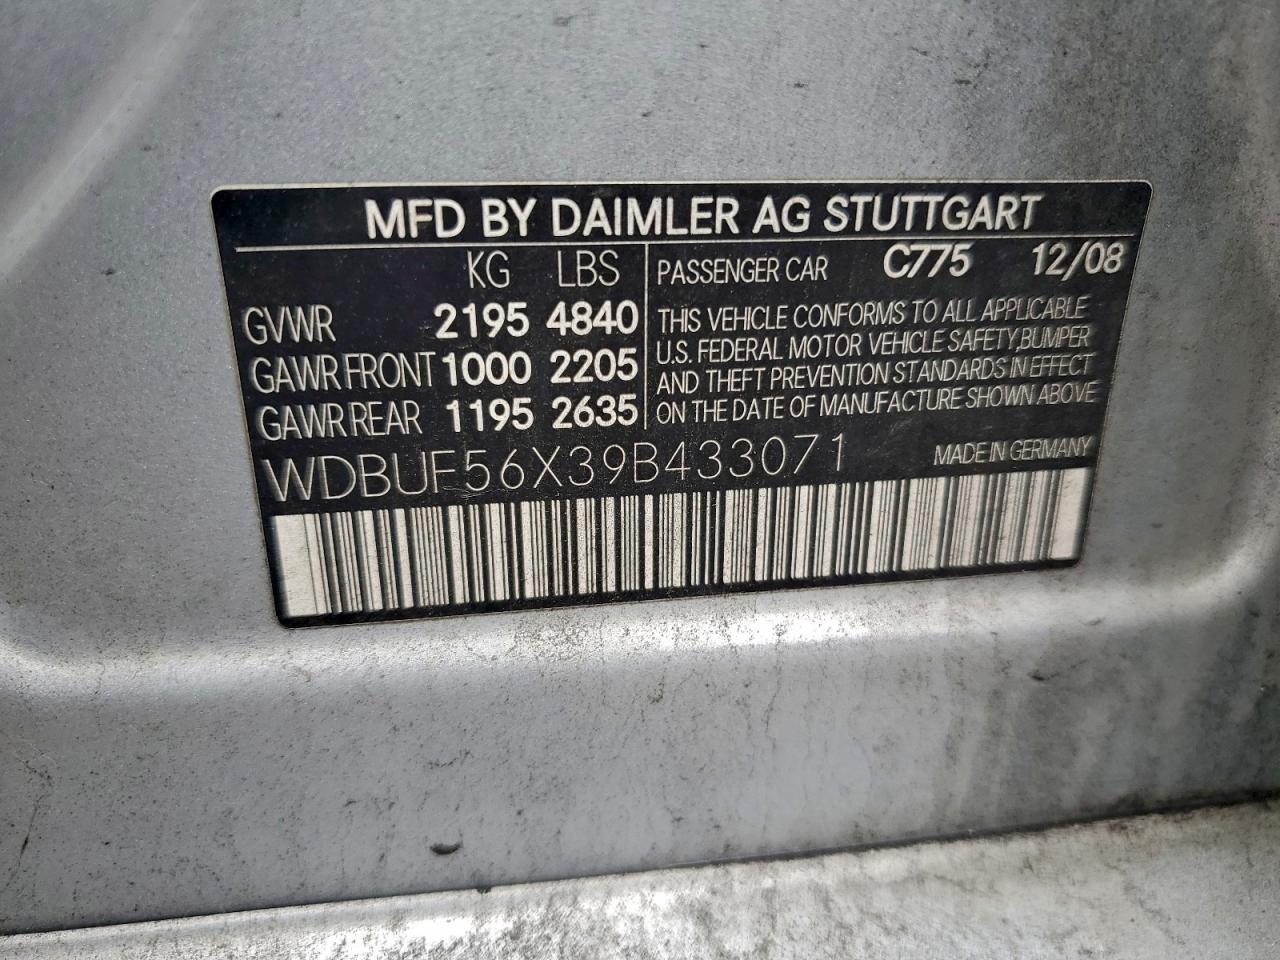 MFD BY DAIMLER AG STUTTGART
KG LBS
GVWR 2195 4840
GAWR FRONT 1000 2205
GAWR REAR 1195 2635
PASSENGER CAR C775 12/08
THIS VEHICLE CONFORMS TO ALL APPLICABLE
U.S. FEDERAL MOTOR VEHICLE SAFETY,BUMPER
AND THEFT PREVENTION STANDARDS IN EFFECT
ON THE DATE OF MANUFACTURE SHOWN ABOVE
WDBUF56X39B433071
MADE IN GERMANY